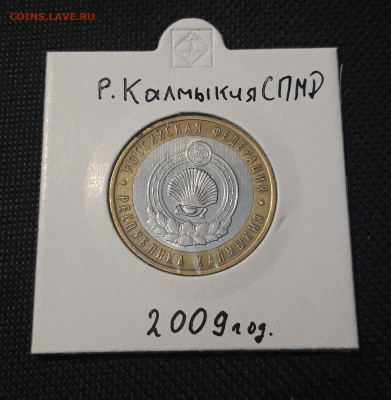 COINS.LAVE.RU
Р. Калмыкия СПМД
• РОССИЙСКАЯ ФЕДЕРАЦИЯ •
РЕСПУБЛИКА КАЛМЫКИЯ
2009 год.